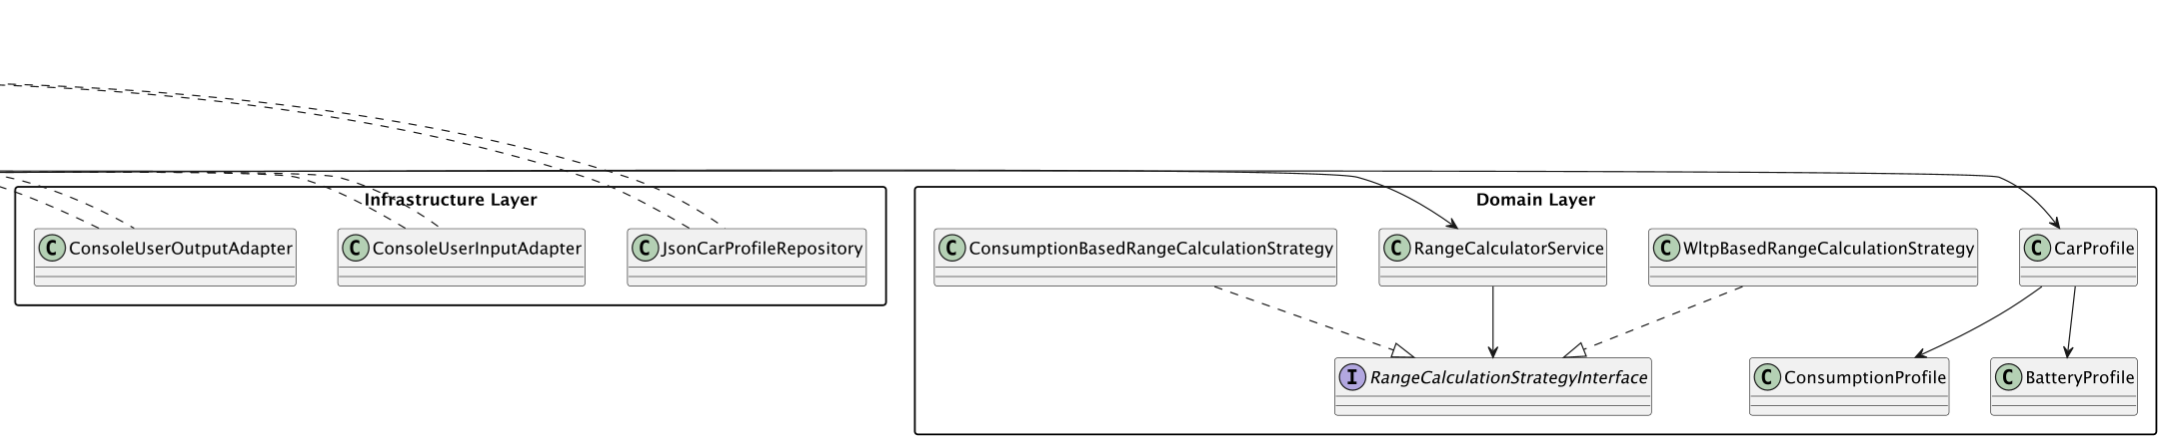 Infrastructure Layer
C ConsoleUserOutputAdapter
C ConsoleUserInputAdapter
C JsonCarProfileRepository
Domain Layer
C ConsumptionBasedRangeCalculationStrategy
C RangeCalculatorService
C WltpBasedRangeCalculationStrategy
C CarProfile
I RangeCalculationStrategyInterface
C ConsumptionProfile
C BatteryProfile